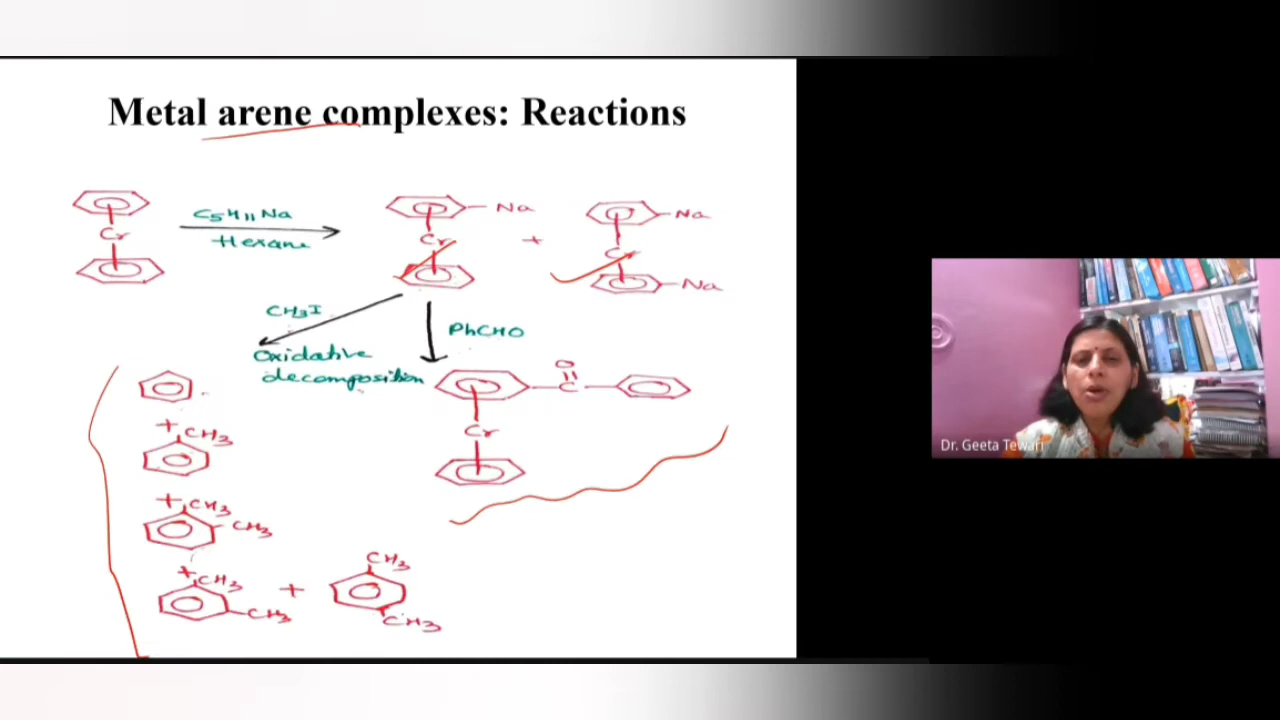 Metal arene complexes: Reactions
C5H11Na
Hexane
Cr
Na
Cr
+
Na
Cr
Na
CH3I
Oxidative
decomposition
PhCHO
O
C
Cr
+
CH3
+
CH3
CH3
+
CH3
CH3
+
CH3
CH3
Dr. Geeta Tewari